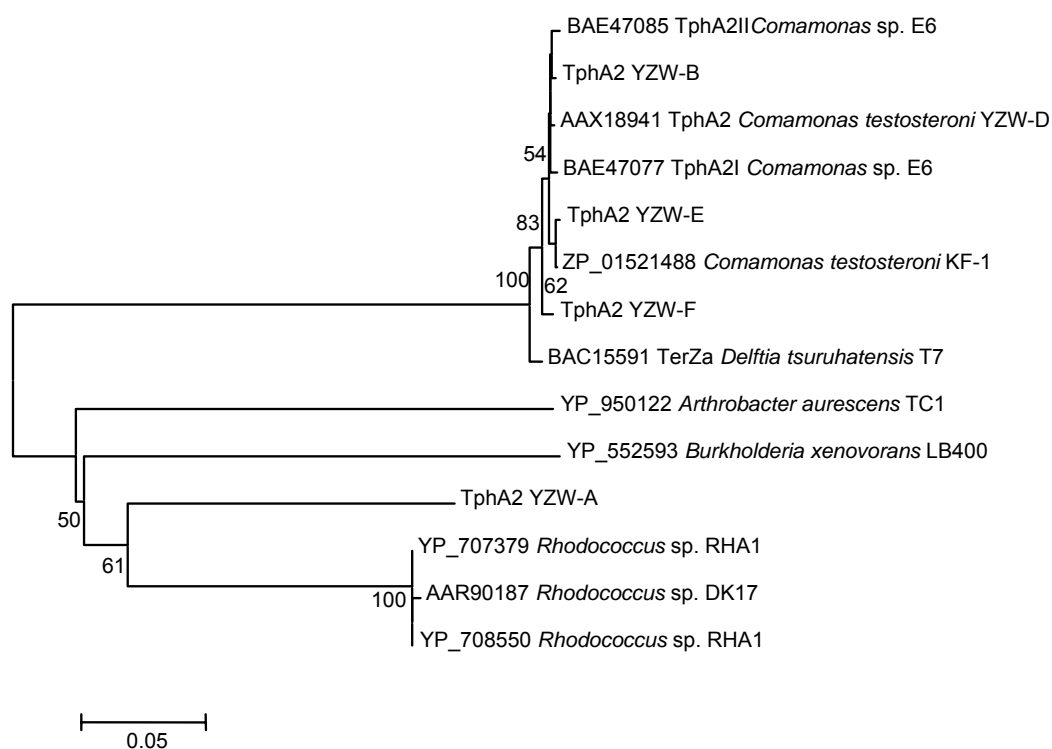 BAE47085 TphA2IIComamonas sp. E6
TphA2 YZW-B
AAX18941 TphA2 Comamonas testosteroni YZW-D
54
BAE47077 TphA2I Comamonas sp. E6
TphA2 YZW-E
83
ZP_01521488 Comamonas testosteroni KF-1
100
62
TphA2 YZW-F
BAC15591 TerZa Delftia tsuruhatensis T7
YP_950122 Arthrobacter aurescens TC1
YP_552593 Burkholderia xenovorans LB400
TphA2 YZW-A
50
YP_707379 Rhodococcus sp. RHA1
61
AAR90187 Rhodococcus sp. DK17
100
YP_708550 Rhodococcus sp. RHA1
0.05